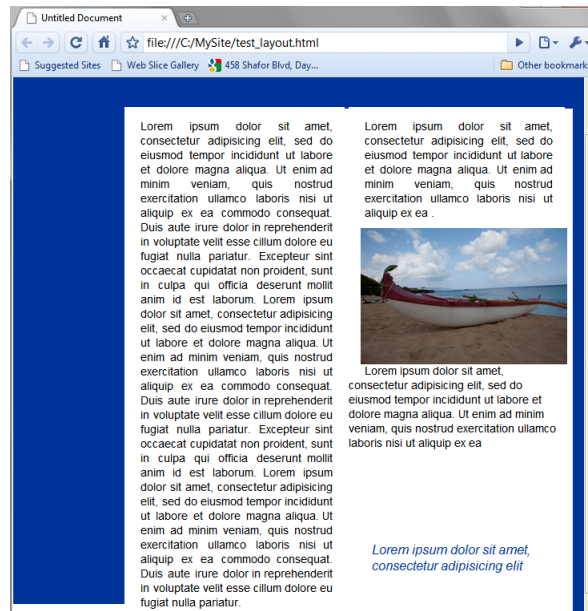 Untitled Document
file:///C:/MySite/test_layout.html
Suggested Sites
Web Slice Gallery
458 Shafor Blvd, Day...
Other bookmark
Lorem ipsum dolor sit amet,
consectetur adipisicing elit, sed do
eiusmod tempor incididunt ut labore
et dolore magna aliqua. Ut enim ad
minim veniam, quis nostrud
exercitation ullamco laboris nisi ut
aliquip ex ea commodo consequat.
Duis aute irure dolor in reprehenderit
in voluptate velit esse cillum dolore eu
fugiat nulla pariatur. Excepteur sint
occaecat cupidatat non proident, sunt
in culpa qui officia deserunt mollit
anim id est laborum. Lorem ipsum
dolor sit amet, consectetur adipisicing
elit, sed do eiusmod tempor incididunt
ut labore et dolore magna aliqua. Ut
enim ad minim veniam, quis nostrud
exercitation ullamco laboris nisi ut
aliquip ex ea commodo consequat.
Duis aute irure dolor in reprehenderit
in voluptate velit esse cillum dolore eu
fugiat nulla pariatur. Excepteur sint
occaecat cupidatat non proident, sunt
in culpa qui officia deserunt mollit
anim id est laborum. Lorem ipsum
dolor sit amet, consectetur adipisicing
elit, sed do eiusmod tempor incididunt
ut labore et dolore magna aliqua. Ut
enim ad minim veniam, quis nostrud
exercitation ullamco laboris nisi ut
aliquip ex ea commodo consequat.
Duis aute irure dolor in reprehenderit
in voluptate velit esse cillum dolore eu
fugiat nulla pariatur.
Lorem ipsum dolor sit amet,
consectetur adipisicing elit, sed do
eiusmod tempor incididunt ut labore
et dolore magna aliqua. Ut enim ad
minim veniam, quis nostrud
exercitation ullamco laboris nisi ut
aliquip ex ea .
Lorem ipsum dolor sit amet,
consectetur adipisicing elit, sed do
eiusmod tempor incididunt ut labore et
dolore magna aliqua. Ut enim ad minim
veniam, quis nostrud exercitation ullamco
laboris nisi ut aliquip ex ea
Lorem ipsum dolor sit amet,
consectetur adipisicing elit